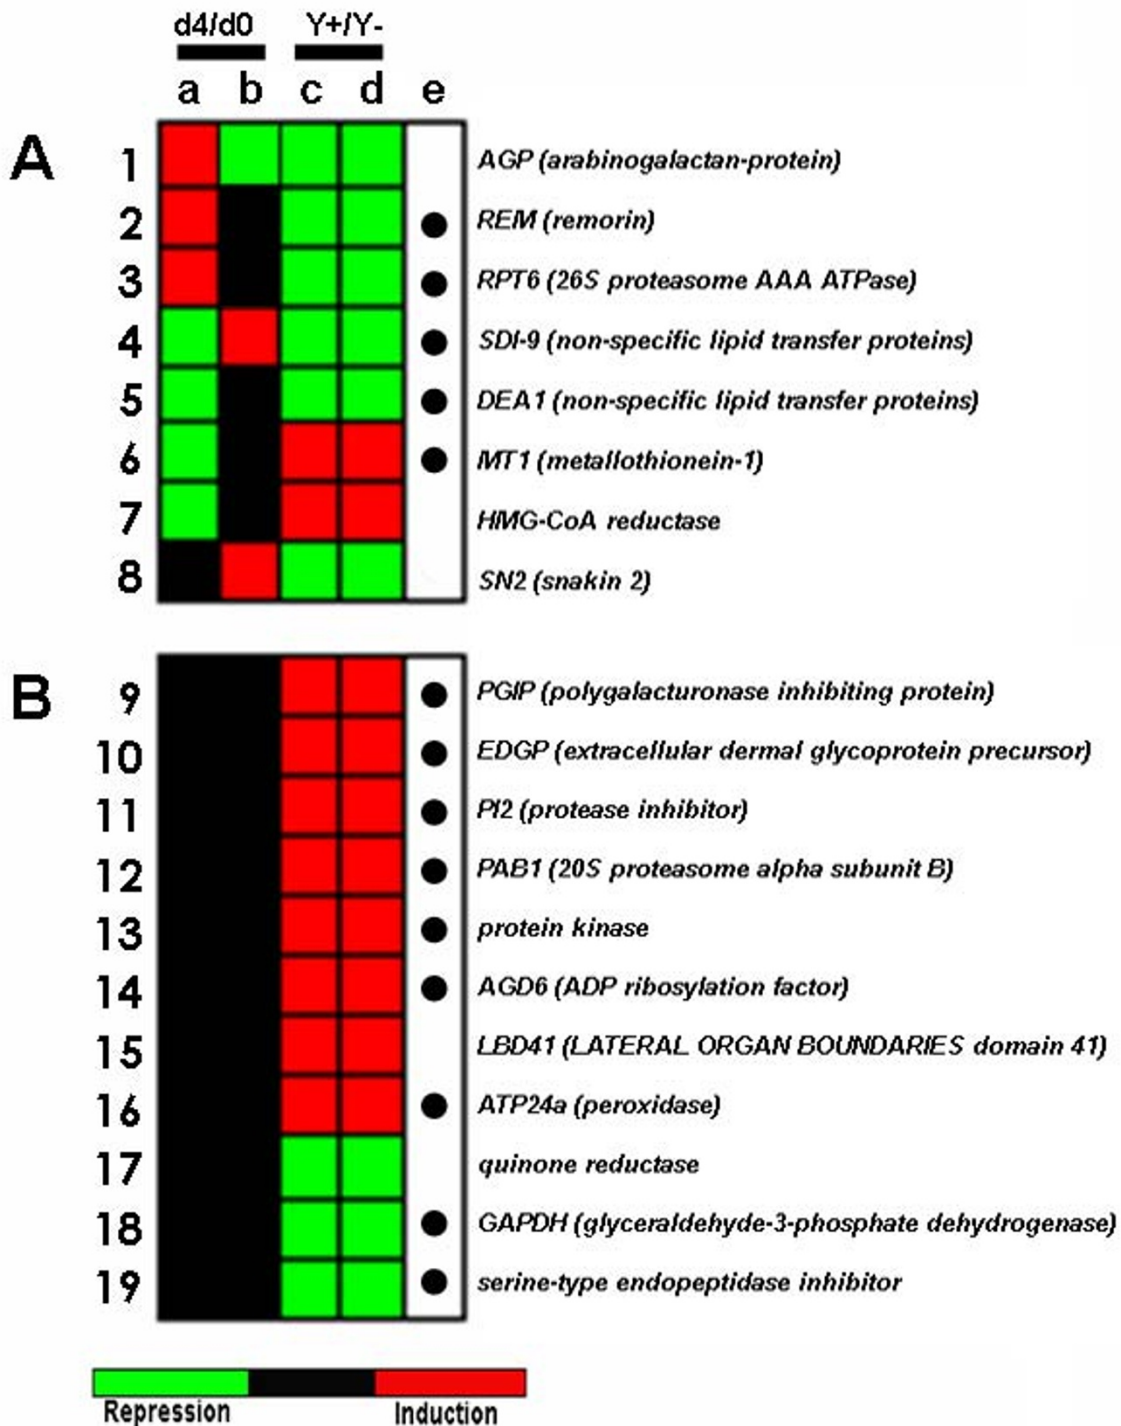 d4/d0 Y+/Y-
a b c d e
A
1 AGP (arabinogalactan-protein)
2 REM (remorin)
3 RPT6 (26S proteasome AAA ATPase)
4 SDI-9 (non-specific lipid transfer proteins)
5 DEA1 (non-specific lipid transfer proteins)
6 MT1 (metallothionein-1)
7 HMG-CoA reductase
8 SN2 (snakin 2)
B
9 PGIP (polygalacturonase inhibiting protein)
10 EDGP (extracellular dermal glycoprotein precursor)
11 PI2 (protease inhibitor)
12 PAB1 (20S proteasome alpha subunit B)
13 protein kinase
14 AGD6 (ADP ribosylation factor)
15 LBD41 (LATERAL ORGAN BOUNDARIES domain 41)
16 ATP24a (peroxidase)
17 quinone reductase
18 GAPDH (glyceraldehyde-3-phosphate dehydrogenase)
19 serine-type endopeptidase inhibitor
Repression Induction